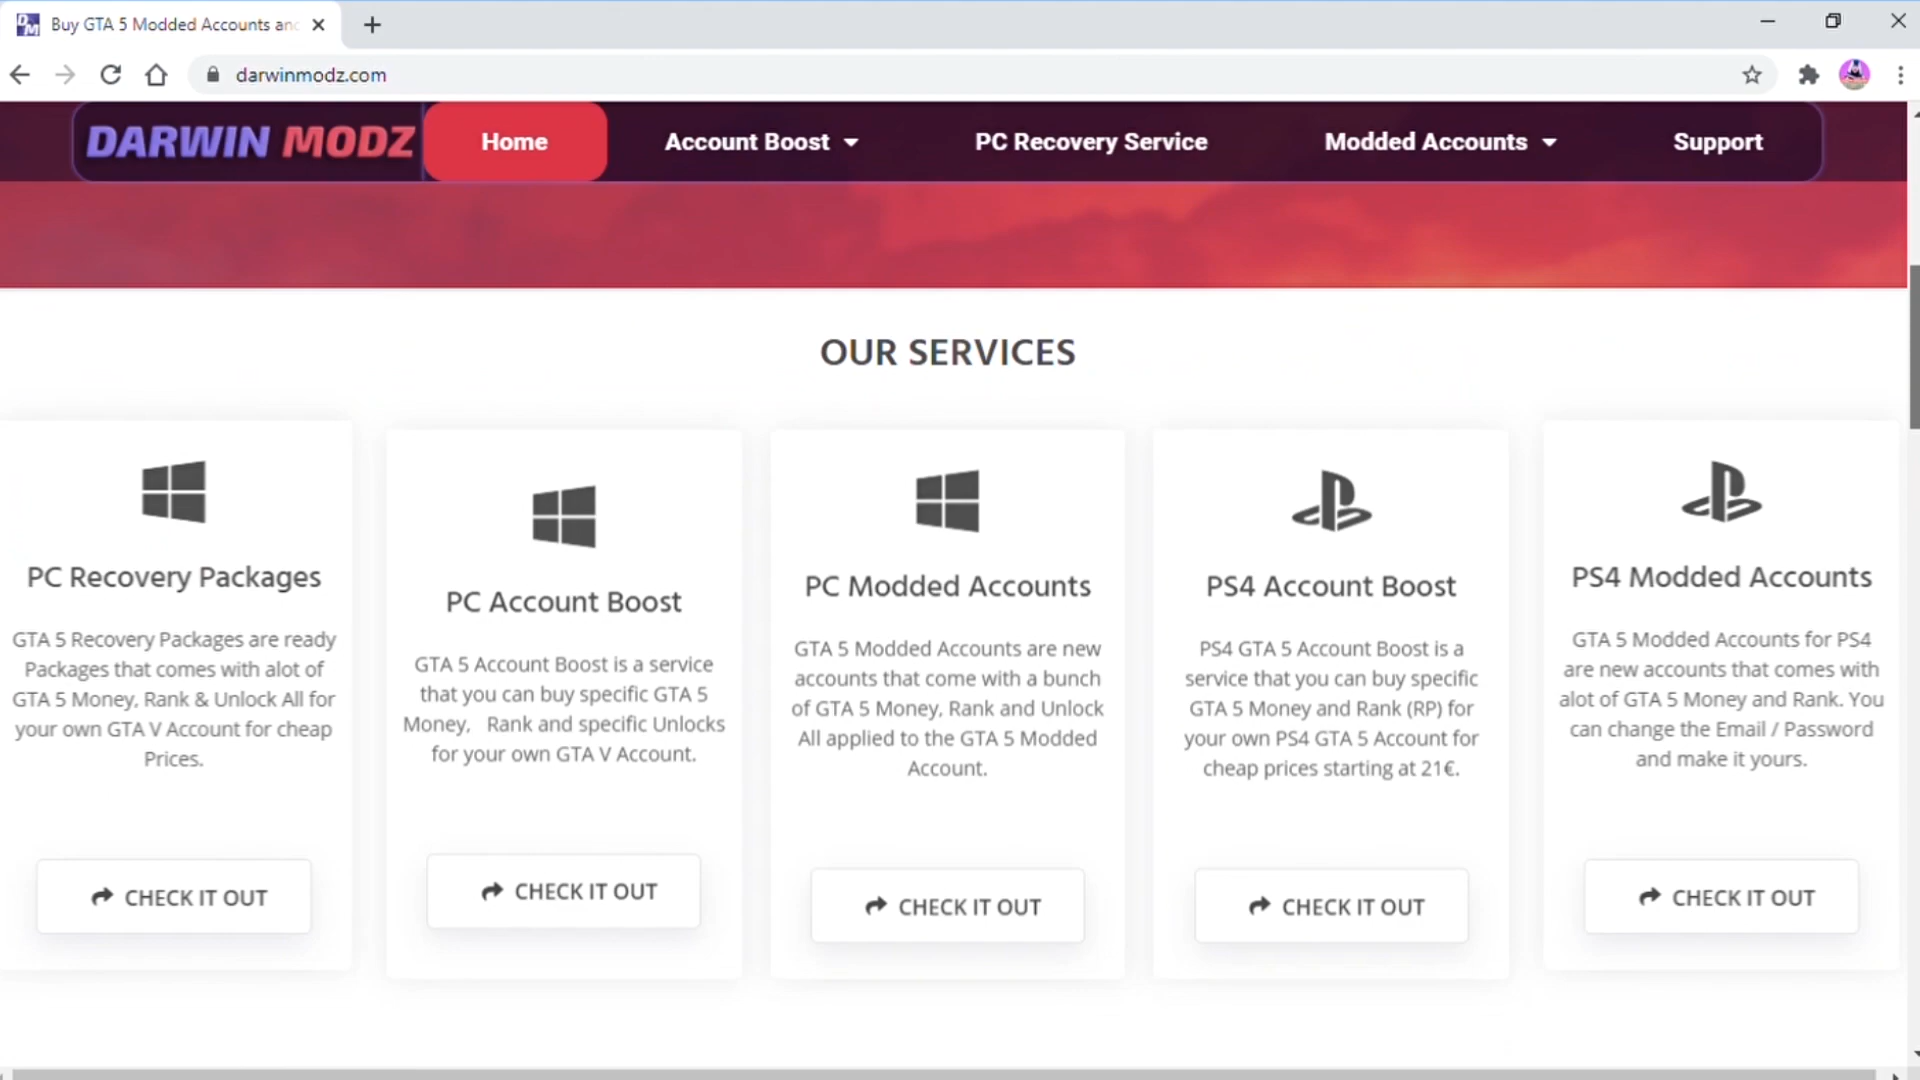 Buy GTA 5 Modded Accounts and
darwinmodz.com
DARWIN MODZ
Home
Account Boost
PC Recovery Service
Modded Accounts
Support
OUR SERVICES
PC Recovery Packages
GTA 5 Recovery Packages are ready
Packages that comes with alot of
GTA 5 Money, Rank & Unlock All for
your own GTA V Account for cheap
Prices.
CHECK IT OUT
PC Account Boost
GTA 5 Account Boost is a service
that you can buy specific GTA 5
Money, Rank and specific Unlocks
for your own GTA V Account.
CHECK IT OUT
PC Modded Accounts
GTA 5 Modded Accounts are new
accounts that come with a bunch
of GTA 5 Money, Rank and Unlock
All applied to the GTA 5 Modded
Account.
CHECK IT OUT
PS4 Account Boost
PS4 GTA 5 Account Boost is a
service that you can buy specific
GTA 5 Money and Rank (RP) for
your own PS4 GTA 5 Account for
cheap prices starting at 21€.
CHECK IT OUT
PS4 Modded Accounts
GTA 5 Modded Accounts for PS4
are new accounts that comes with
alot of GTA 5 Money and Rank. You
can change the Email / Password
and make it yours.
CHECK IT OUT